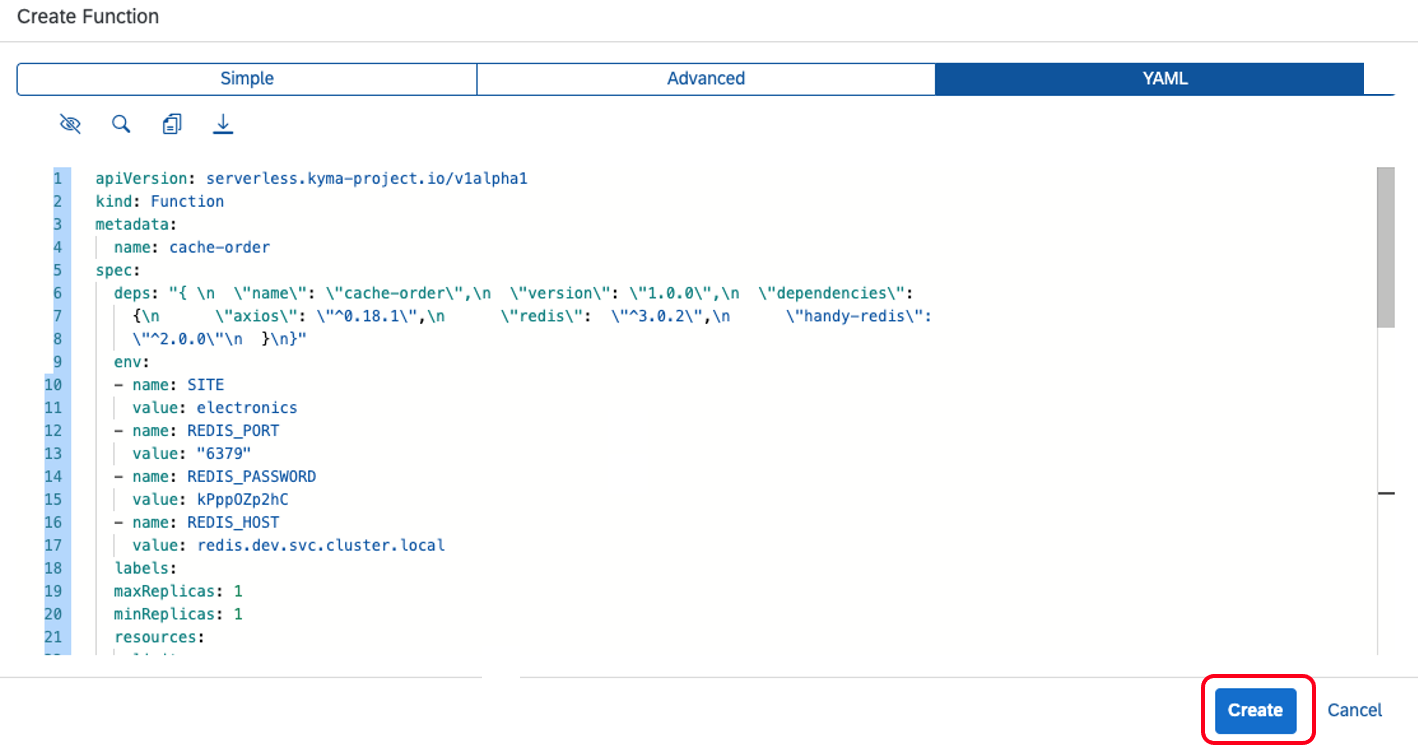 Create Function
Simple Advanced YAML
1 apiVersion: serverless.kyma-project.io/v1alpha1
2 kind: Function
3 metadata:
4 name: cache-order
5 spec:
6 deps: "{ \n  \"name\": \"cache-order\",\n  \"version\": \"1.0.0\",\n  \"dependencies\":
7 {\n      \"axios\": \"^0.18.1\",\n      \"redis\":  \"^3.0.2\",\n      \"handy-redis\":
8 \"^2.0.0\"\n  }\n}"
9 env:
10 - name: SITE
11 value: electronics
12 - name: REDIS_PORT
13 value: "6379"
14 - name: REDIS_PASSWORD
15 value: kPppOZp2hC
16 - name: REDIS_HOST
17 value: redis.dev.svc.cluster.local
18 labels:
19 maxReplicas: 1
20 minReplicas: 1
21 resources:
Create Cancel